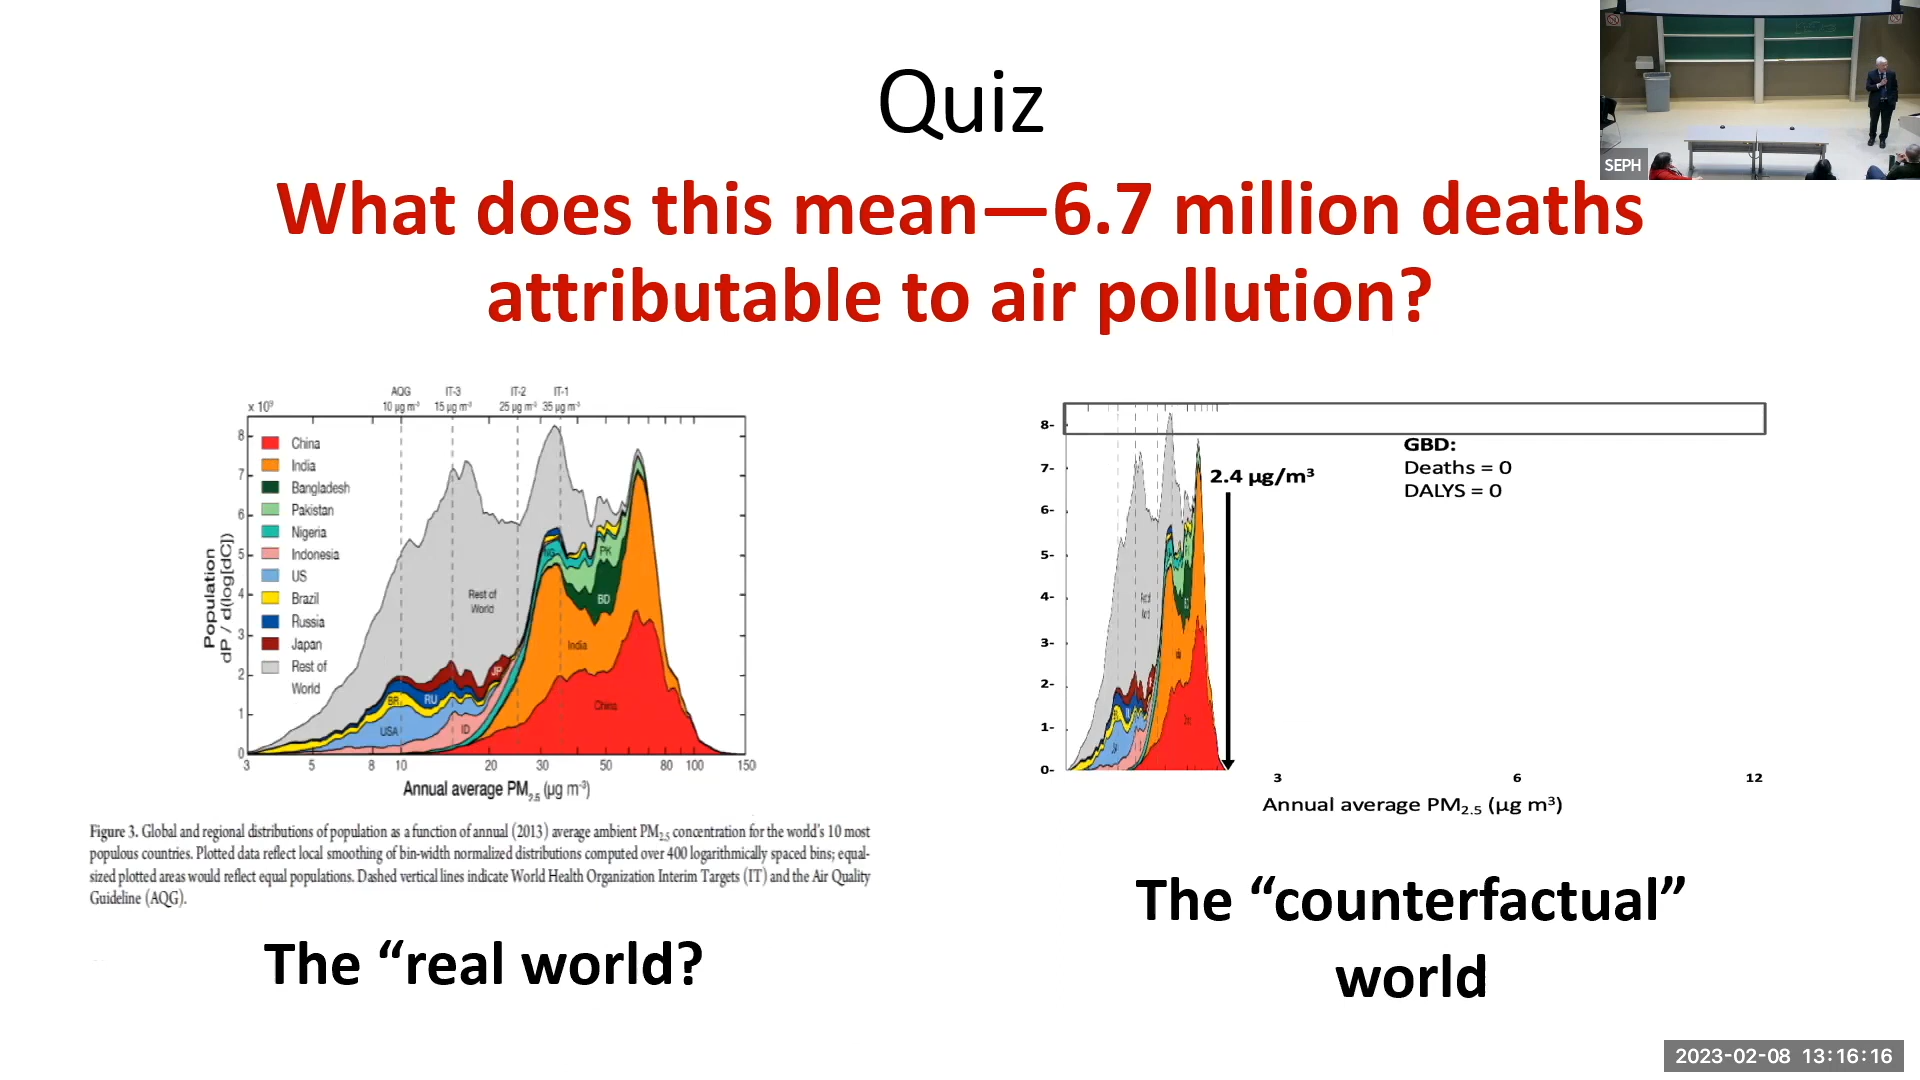 Quiz
What does this mean—6.7 million deaths
attributable to air pollution?
SEPH
AQG IT-3 IT-2 IT-1
x 10⁹ 10 µg m⁻³ 15 µg m⁻³ 25 µg m⁻³ 35 µg m⁻³
8
7
6
5
4
3
2
1
0
Population
dP / d(log[dC])
China
India
Bangladesh
Pakistan
Nigeria
Indonesia
US
Brazil
Russia
Japan
Rest of
World
Rest of
World
NG
PK
BD
India
JP
BR
RU
USA
ID
China
3 5 8 10 20 30 50 80 100 150
Annual average PM₂.₅ (µg m⁻³)
Figure 3. Global and regional distributions of population as a function of annual (2013) average ambient PM₂.₅ concentration for the world's 10 most
populous countries. Plotted data reflect local smoothing of bin-width normalized distributions computed over 400 logarithmically spaced bins; equal-
sized plotted areas would reflect equal populations. Dashed vertical lines indicate World Health Organization Interim Targets (IT) and the Air Quality
Guideline (AQG).
The “real world?
8-
7-
6-
5-
4-
3-
2-
1-
0-
GBD:
Deaths = 0
DALYS = 0
2.4 µg/m³
3 6 12
Annual average PM₂.₅ (µg m³)
The “counterfactual”
world
2023-02-08 13:16:16